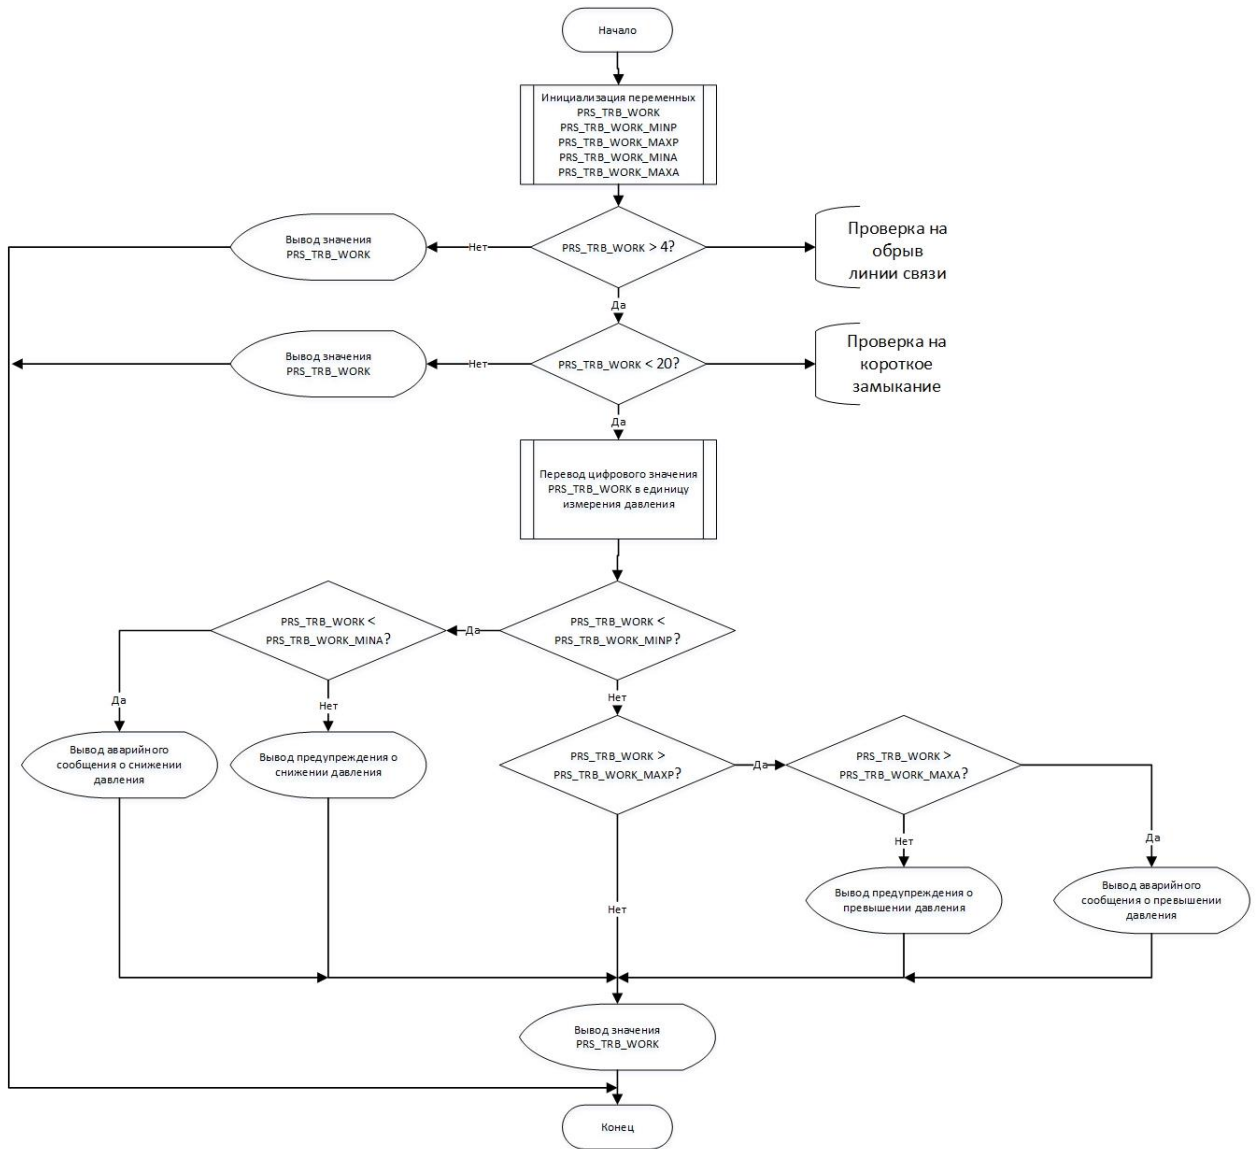 Начало
Инициализация переменных
PRS_TRB_WORK
PRS_TRB_WORK_MINP
PRS_TRB_WORK_MAXP
PRS_TRB_WORK_MINA
PRS_TRB_WORK_MAXA
Вывод значения
PRS_TRB_WORK
Нет
PRS_TRB_WORK > 4?
Проверка на
обрыв
линии связи
Да
Вывод значения
PRS_TRB_WORK
Нет
PRS_TRB_WORK < 20?
Проверка на
короткое
замыкание
Да
Перевод цифрового значения
PRS_TRB_WORK в единицу
измерения давления
PRS_TRB_WORK <
PRS_TRB_WORK_MINA?
Да
PRS_TRB_WORK <
PRS_TRB_WORK_MINP?
Да
Нет
Нет
Вывод аварийного
сообщения о снижении
давления
Вывод предупреждения о
снижении давления
PRS_TRB_WORK >
PRS_TRB_WORK_MAXP?
Да
PRS_TRB_WORK >
PRS_TRB_WORK_MAXA?
Нет
Да
Нет
Вывод предупреждения о
превышении давления
Вывод аварийного
сообщения о превышении
давления
Вывод значения
PRS_TRB_WORK
Конец